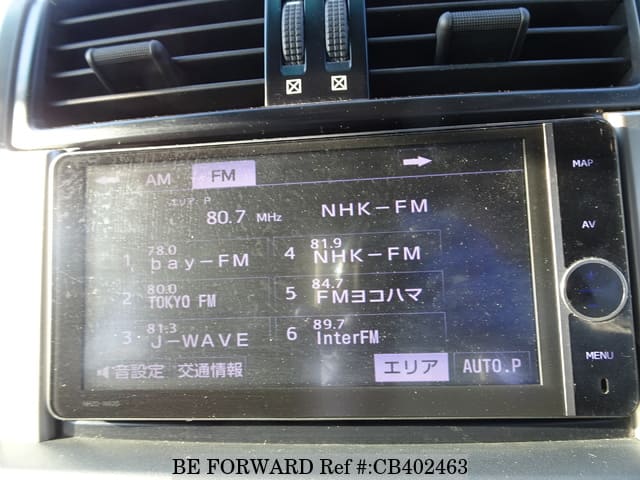 MAP
AM FM
エリア P
80.7 MHz NHK－FM
AV
78.0
1 bay－FM
81.9
4 NHK－FM
80.0
2 TOKYO FM
84.7
5 FMヨコハマ
81.3
3 J－WAVE
89.7
6 InterFM
MENU
音設定 交通情報 エリア AUTO.P
BE FORWARD Ref #:CB402463